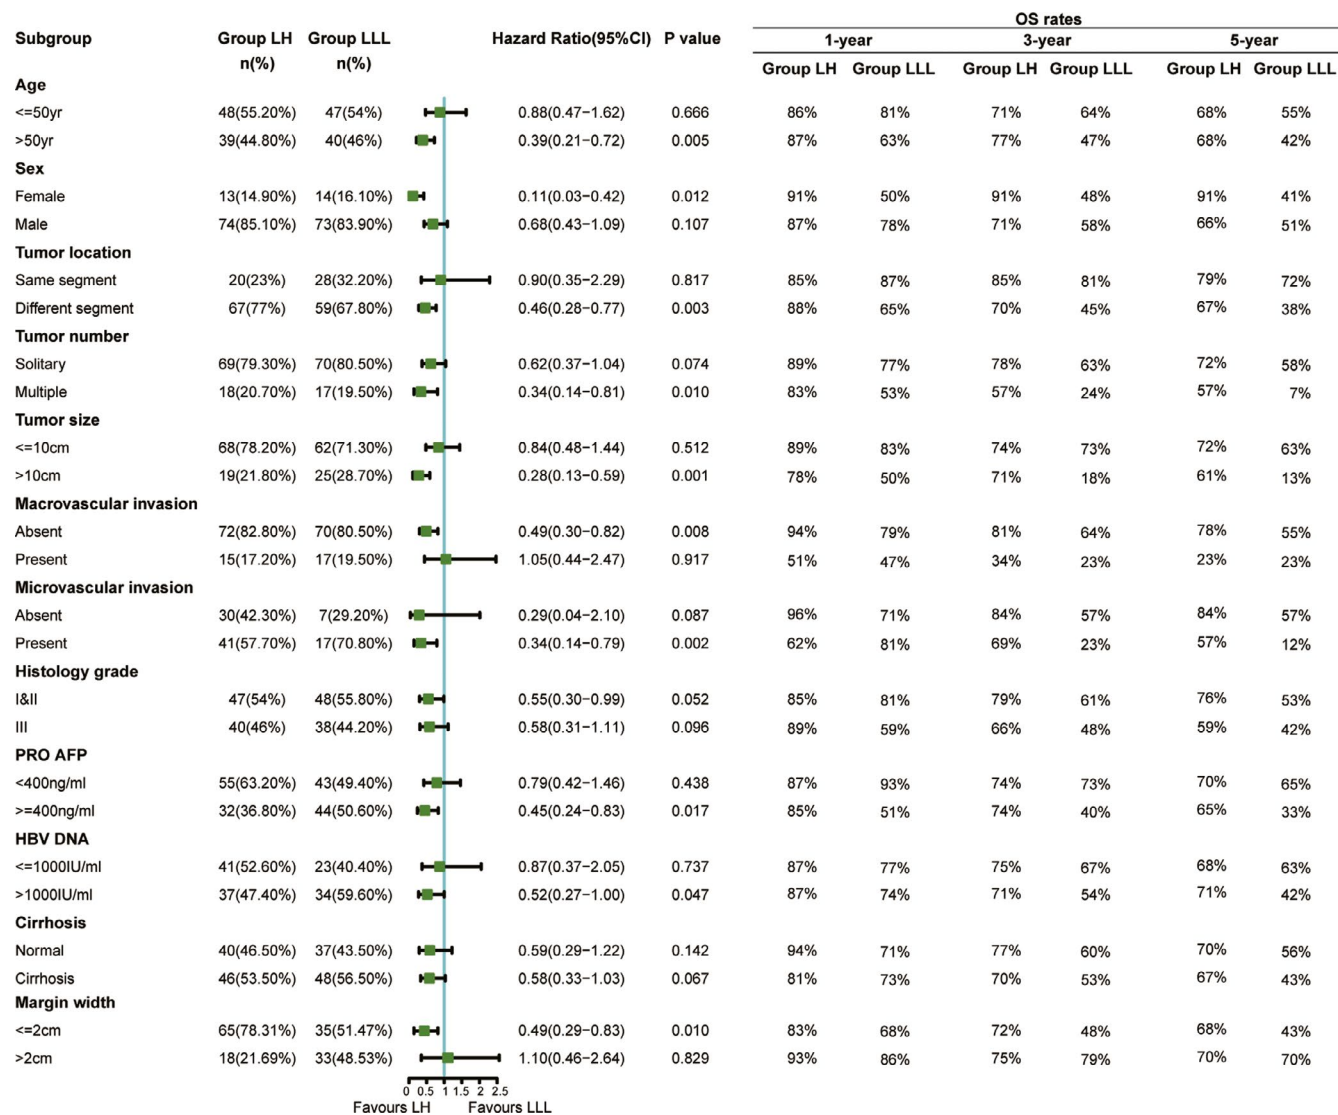 OS rates
Subgroup Group LH Group LLL Hazard Ratio(95%CI) P value 1-year 3-year 5-year
n(%) n(%) Group LH Group LLL Group LH Group LLL Group LH Group LLL
Age
<=50yr 48(55.20%) 47(54%) 0.88(0.47−1.62) 0.666 86% 81% 71% 64% 68% 55%
>50yr 39(44.80%) 40(46%) 0.39(0.21−0.72) 0.005 87% 63% 77% 47% 68% 42%
Sex
Female 13(14.90%) 14(16.10%) 0.11(0.03−0.42) 0.012 91% 50% 91% 48% 91% 41%
Male 74(85.10%) 73(83.90%) 0.68(0.43−1.09) 0.107 87% 78% 71% 58% 66% 51%
Tumor location
Same segment 20(23%) 28(32.20%) 0.90(0.35−2.29) 0.817 85% 87% 85% 81% 79% 72%
Different segment 67(77%) 59(67.80%) 0.46(0.28−0.77) 0.003 88% 65% 70% 45% 67% 38%
Tumor number
Solitary 69(79.30%) 70(80.50%) 0.62(0.37−1.04) 0.074 89% 77% 78% 63% 72% 58%
Multiple 18(20.70%) 17(19.50%) 0.34(0.14−0.81) 0.010 83% 53% 57% 24% 57% 7%
Tumor size
<=10cm 68(78.20%) 62(71.30%) 0.84(0.48−1.44) 0.512 89% 83% 74% 73% 72% 63%
>10cm 19(21.80%) 25(28.70%) 0.28(0.13−0.59) 0.001 78% 50% 71% 18% 61% 13%
Macrovascular invasion
Absent 72(82.80%) 70(80.50%) 0.49(0.30−0.82) 0.008 94% 79% 81% 64% 78% 55%
Present 15(17.20%) 17(19.50%) 1.05(0.44−2.47) 0.917 51% 47% 34% 23% 23% 23%
Microvascular invasion
Absent 30(42.30%) 7(29.20%) 0.29(0.04−2.10) 0.087 96% 71% 84% 57% 84% 57%
Present 41(57.70%) 17(70.80%) 0.34(0.14−0.79) 0.002 62% 81% 69% 23% 57% 12%
Histology grade
I&II 47(54%) 48(55.80%) 0.55(0.30−0.99) 0.052 85% 81% 79% 61% 76% 53%
III 40(46%) 38(44.20%) 0.58(0.31−1.11) 0.096 89% 59% 66% 48% 59% 42%
PRO AFP
<400ng/ml 55(63.20%) 43(49.40%) 0.79(0.42−1.46) 0.438 87% 93% 74% 73% 70% 65%
>=400ng/ml 32(36.80%) 44(50.60%) 0.45(0.24−0.83) 0.017 85% 51% 74% 40% 65% 33%
HBV DNA
<=1000IU/ml 41(52.60%) 23(40.40%) 0.87(0.37−2.05) 0.737 87% 77% 75% 67% 68% 63%
>1000IU/ml 37(47.40%) 34(59.60%) 0.52(0.27−1.00) 0.047 87% 74% 71% 54% 71% 42%
Cirrhosis
Normal 40(46.50%) 37(43.50%) 0.59(0.29−1.22) 0.142 94% 71% 77% 60% 70% 56%
Cirrhosis 46(53.50%) 48(56.50%) 0.58(0.33−1.03) 0.067 81% 73% 70% 53% 67% 43%
Margin width
<=2cm 65(78.31%) 35(51.47%) 0.49(0.29−0.83) 0.010 83% 68% 72% 48% 68% 43%
>2cm 18(21.69%) 33(48.53%) 1.10(0.46−2.64) 0.829 93% 86% 75% 79% 70% 70%
0 0.5 1 1.5 2 2.5
Favours LH Favours LLL